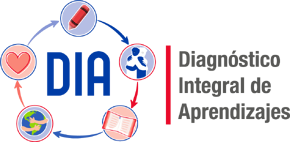 DIA
Diagnóstico
Integral de
Aprendizajes